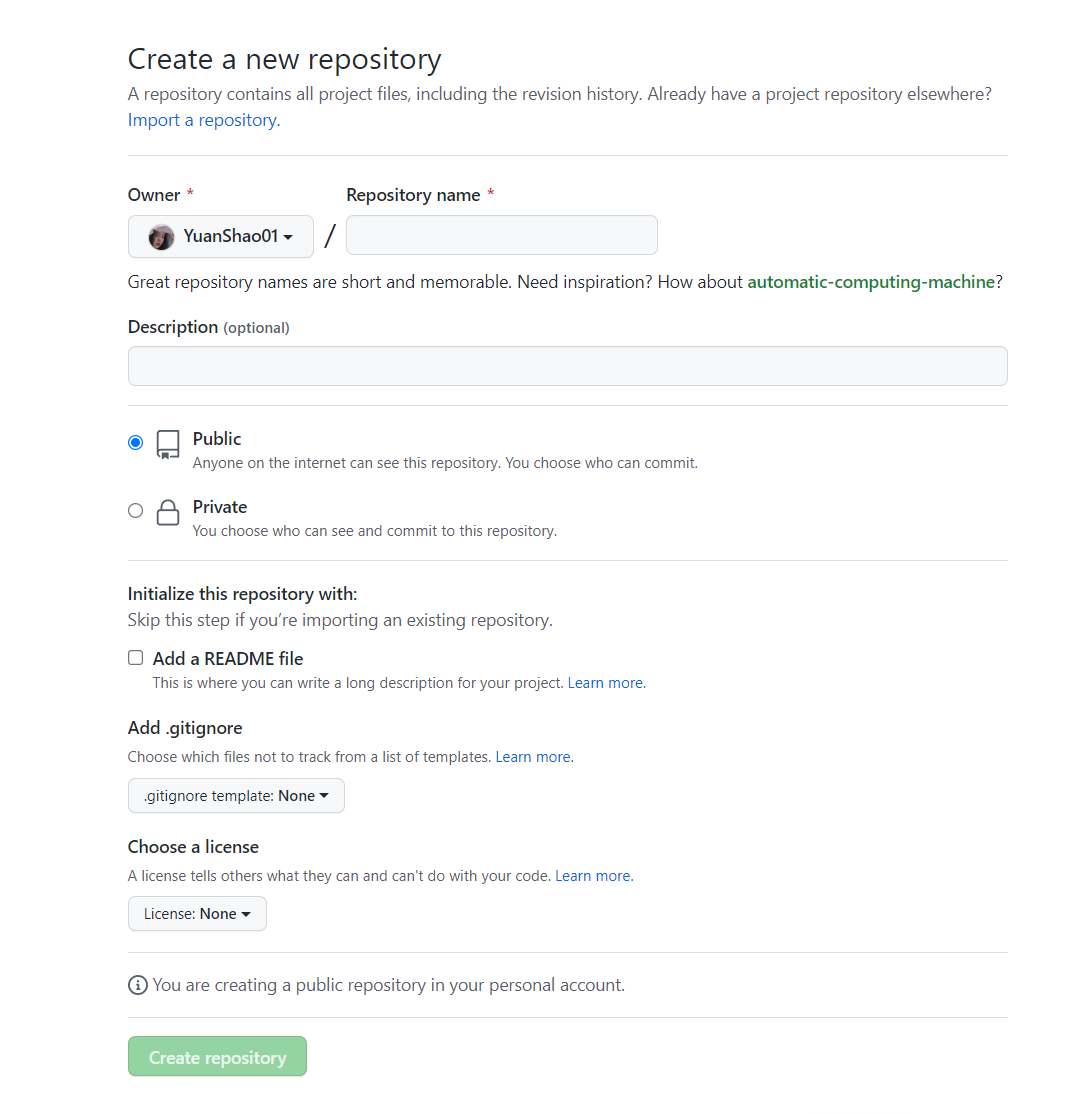 Create a new repository
A repository contains all project files, including the revision history. Already have a project repository elsewhere?
Import a repository.
Owner * Repository name *
YuanShao01 /
Great repository names are short and memorable. Need inspiration? How about automatic-computing-machine?
Description (optional)
Public
Anyone on the internet can see this repository. You choose who can commit.
Private
You choose who can see and commit to this repository.
Initialize this repository with:
Skip this step if you’re importing an existing repository.
Add a README file
This is where you can write a long description for your project. Learn more.
Add .gitignore
Choose which files not to track from a list of templates. Learn more.
.gitignore template: None
Choose a license
A license tells others what they can and can't do with your code. Learn more.
License: None
You are creating a public repository in your personal account.
Create repository